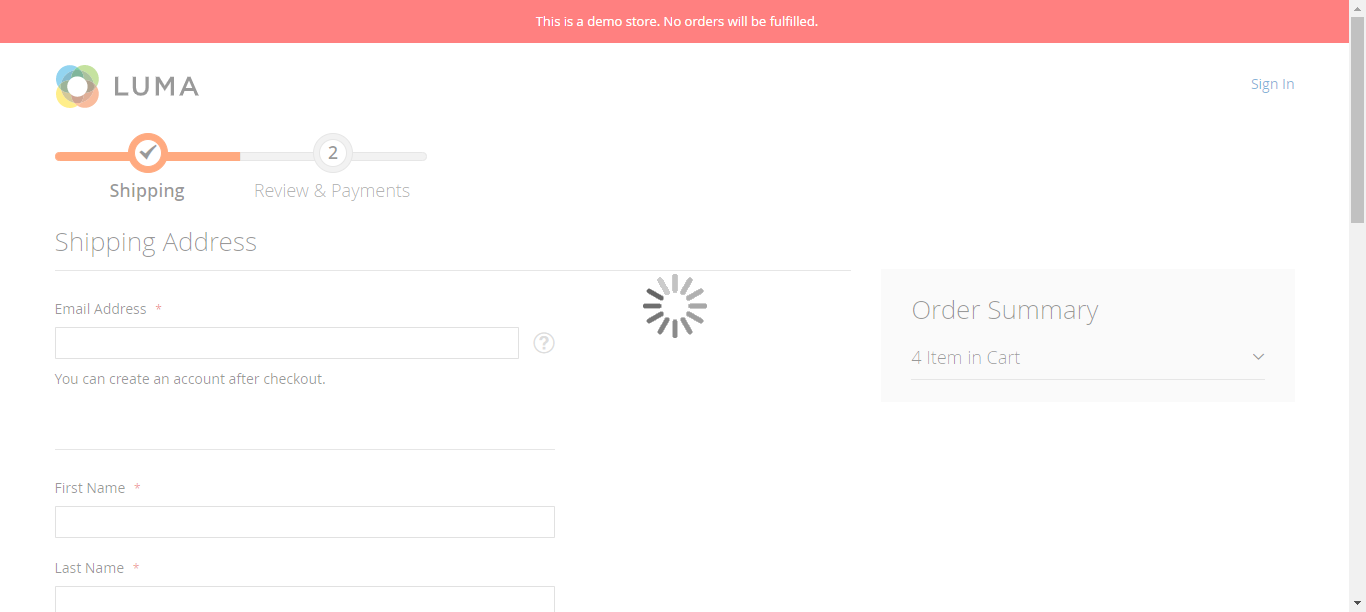 This is a demo store. No orders will be fulfilled.
LUMA
Sign In
2
Shipping
Review & Payments
Shipping Address
Email Address *
?
You can create an account after checkout.
Order Summary
4 Item in Cart
First Name *
Last Name *